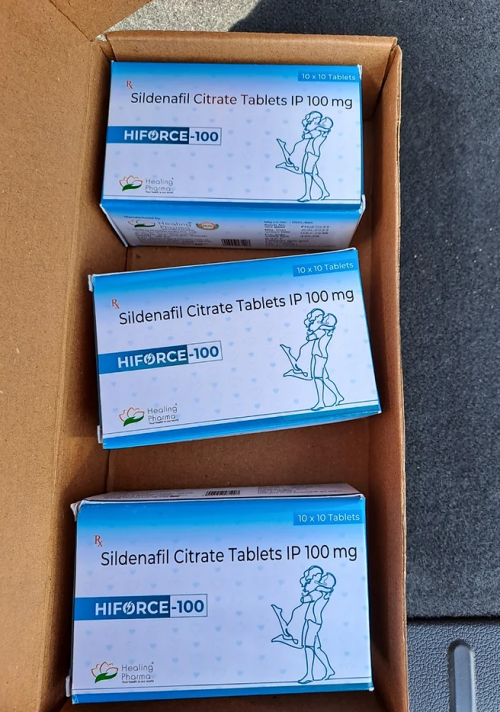 10 x 10 Tablets
Rx
Sildenafil Citrate Tablets IP 100 mg
HIFORCE-100
Healing
Pharma
Healing
Pharma
10 x 10 Tablets
Rx
Sildenafil Citrate Tablets IP 100 mg
HIFORCE-100
Healing
Pharma
10 x 10 Tablets
Rx
Sildenafil Citrate Tablets IP 100 mg
HIFORCE-100
Healing
Pharma